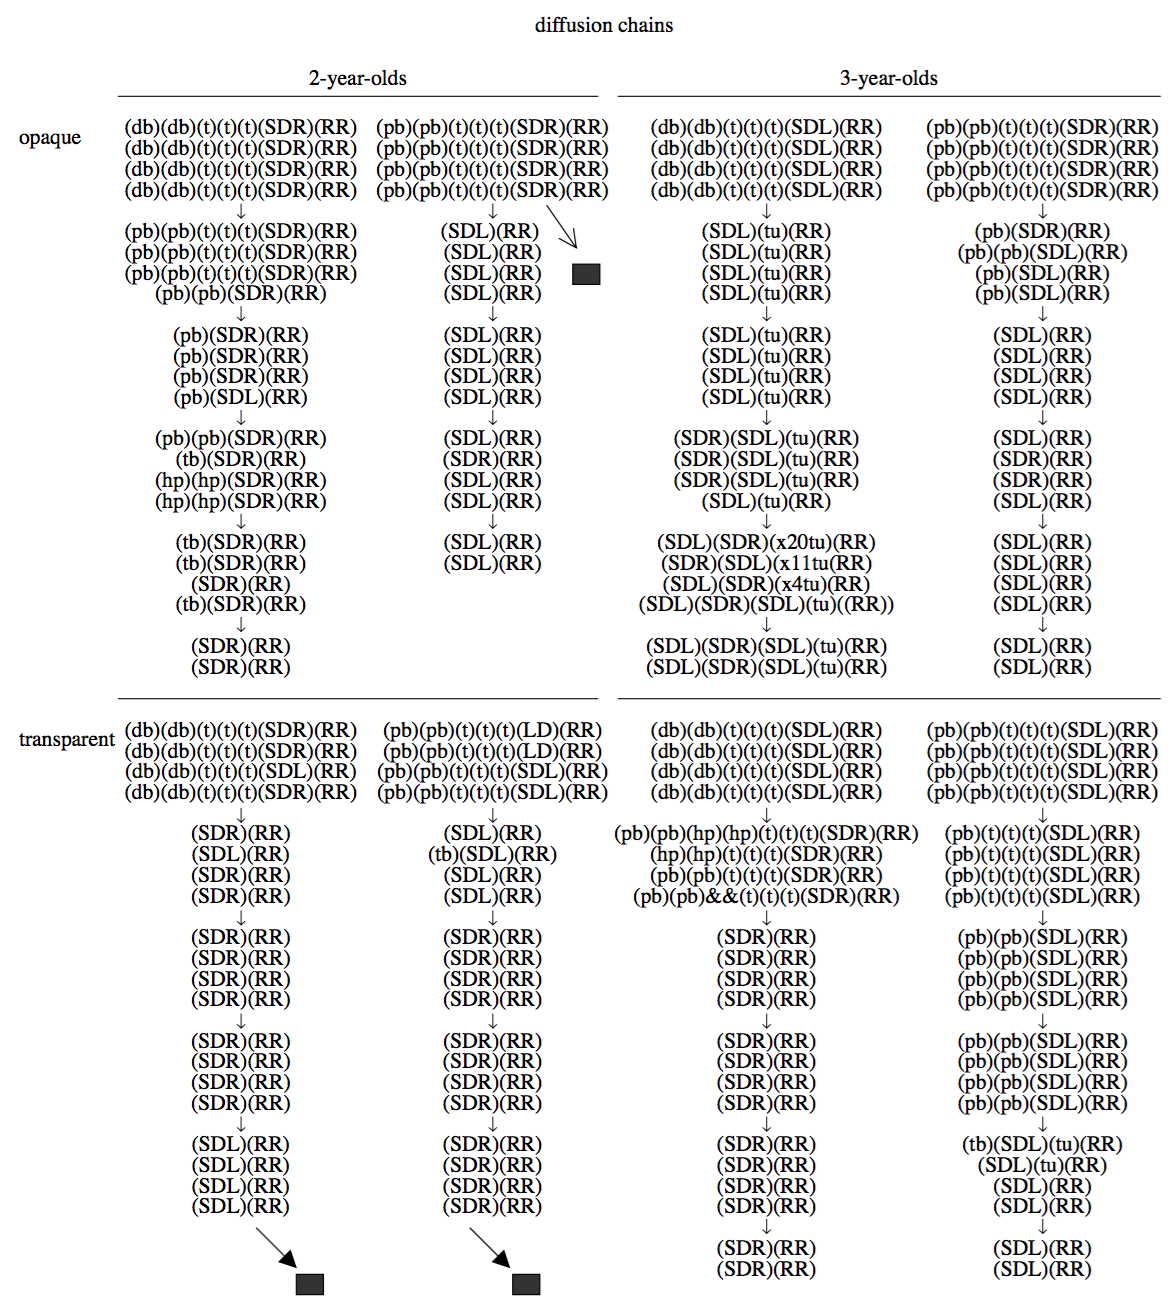 diffusion chains
2-year-olds
3-year-olds
opaque
(db)(db)(t)(t)(t)(SDR)(RR)
(db)(db)(t)(t)(t)(SDR)(RR)
(db)(db)(t)(t)(t)(SDR)(RR)
(db)(db)(t)(t)(t)(SDR)(RR)
(pb)(pb)(t)(t)(t)(SDR)(RR)
(pb)(pb)(t)(t)(t)(SDR)(RR)
(pb)(pb)(t)(t)(t)(SDR)(RR)
(pb)(pb)(SDR)(RR)
(pb)(SDR)(RR)
(pb)(SDR)(RR)
(pb)(SDR)(RR)
(pb)(SDL)(RR)
(pb)(pb)(SDR)(RR)
(tb)(SDR)(RR)
(hp)(hp)(SDR)(RR)
(hp)(hp)(SDR)(RR)
(tb)(SDR)(RR)
(tb)(SDR)(RR)
(SDR)(RR)
(tb)(SDR)(RR)
(SDR)(RR)
(SDR)(RR)
(pb)(pb)(t)(t)(t)(SDR)(RR)
(pb)(pb)(t)(t)(t)(SDR)(RR)
(pb)(pb)(t)(t)(t)(SDR)(RR)
(pb)(pb)(t)(t)(t)(SDR)(RR)
(SDL)(RR)
(SDL)(RR)
(SDL)(RR)
(SDL)(RR)
(SDL)(RR)
(SDL)(RR)
(SDL)(RR)
(SDL)(RR)
(SDL)(RR)
(SDR)(RR)
(SDL)(RR)
(SDL)(RR)
(SDL)(RR)
(SDL)(RR)
(db)(db)(t)(t)(t)(SDL)(RR)
(db)(db)(t)(t)(t)(SDL)(RR)
(db)(db)(t)(t)(t)(SDL)(RR)
(db)(db)(t)(t)(t)(SDL)(RR)
(SDL)(tu)(RR)
(SDL)(tu)(RR)
(SDL)(tu)(RR)
(SDL)(tu)(RR)
(SDL)(tu)(RR)
(SDL)(tu)(RR)
(SDL)(tu)(RR)
(SDL)(tu)(RR)
(SDR)(SDL)(tu)(RR)
(SDR)(SDL)(tu)(RR)
(SDR)(SDL)(tu)(RR)
(SDL)(tu)(RR)
(SDL)(SDR)(x20tu)(RR)
(SDR)(SDL)(x11tu(RR)
(SDL)(SDR)(x4tu)(RR)
(SDL)(SDR)(SDL)(tu)((RR))
(SDL)(SDR)(SDL)(tu)(RR)
(SDL)(SDR)(SDL)(tu)(RR)
(pb)(pb)(t)(t)(t)(SDR)(RR)
(pb)(pb)(t)(t)(t)(SDR)(RR)
(pb)(pb)(t)(t)(t)(SDR)(RR)
(pb)(pb)(t)(t)(t)(SDR)(RR)
(pb)(SDR)(RR)
(pb)(pb)(SDL)(RR)
(pb)(SDL)(RR)
(pb)(SDL)(RR)
(SDL)(RR)
(SDL)(RR)
(SDL)(RR)
(SDL)(RR)
(SDL)(RR)
(SDL)(RR)
(SDR)(RR)
(SDL)(RR)
(SDL)(RR)
(SDL)(RR)
(SDL)(RR)
(SDL)(RR)
(SDL)(RR)
(SDL)(RR)
transparent
(db)(db)(t)(t)(t)(SDR)(RR)
(db)(db)(t)(t)(t)(SDR)(RR)
(db)(db)(t)(t)(t)(SDL)(RR)
(db)(db)(t)(t)(t)(SDR)(RR)
(SDR)(RR)
(SDL)(RR)
(SDR)(RR)
(SDR)(RR)
(SDR)(RR)
(SDR)(RR)
(SDR)(RR)
(SDR)(RR)
(SDR)(RR)
(SDR)(RR)
(SDR)(RR)
(SDR)(RR)
(SDL)(RR)
(SDL)(RR)
(SDL)(RR)
(SDL)(RR)
(pb)(pb)(t)(t)(t)(LD)(RR)
(pb)(pb)(t)(t)(t)(LD)(RR)
(pb)(pb)(t)(t)(t)(SDL)(RR)
(pb)(pb)(t)(t)(t)(SDL)(RR)
(SDL)(RR)
(tb)(SDL)(RR)
(SDL)(RR)
(SDL)(RR)
(SDR)(RR)
(SDR)(RR)
(SDR)(RR)
(SDR)(RR)
(SDR)(RR)
(SDR)(RR)
(SDR)(RR)
(SDR)(RR)
(SDR)(RR)
(SDR)(RR)
(SDR)(RR)
(SDR)(RR)
(db)(db)(t)(t)(t)(SDL)(RR)
(db)(db)(t)(t)(t)(SDL)(RR)
(db)(db)(t)(t)(t)(SDL)(RR)
(db)(db)(t)(t)(t)(SDL)(RR)
(pb)(pb)(hp)(hp)(t)(t)(t)(SDR)(RR)
(hp)(hp)(t)(t)(t)(SDR)(RR)
(pb)(pb)(t)(t)(t)(SDR)(RR)
(pb)(pb)&&(t)(t)(t)(SDR)(RR)
(SDR)(RR)
(SDR)(RR)
(SDR)(RR)
(SDR)(RR)
(SDR)(RR)
(SDR)(RR)
(SDR)(RR)
(SDR)(RR)
(SDR)(RR)
(SDR)(RR)
(SDR)(RR)
(SDR)(RR)
(SDR)(RR)
(SDR)(RR)
(pb)(pb)(t)(t)(t)(SDL)(RR)
(pb)(pb)(t)(t)(t)(SDL)(RR)
(pb)(pb)(t)(t)(t)(SDL)(RR)
(pb)(pb)(t)(t)(t)(SDL)(RR)
(pb)(t)(t)(t)(SDL)(RR)
(pb)(t)(t)(t)(SDL)(RR)
(pb)(t)(t)(t)(SDL)(RR)
(pb)(t)(t)(t)(SDL)(RR)
(pb)(pb)(SDL)(RR)
(pb)(pb)(SDL)(RR)
(pb)(pb)(SDL)(RR)
(pb)(pb)(SDL)(RR)
(pb)(pb)(SDL)(RR)
(pb)(pb)(SDL)(RR)
(pb)(pb)(SDL)(RR)
(pb)(pb)(SDL)(RR)
(tb)(SDL)(tu)(RR)
(SDL)(tu)(RR)
(SDL)(RR)
(SDL)(RR)
(SDL)(RR)
(SDL)(RR)